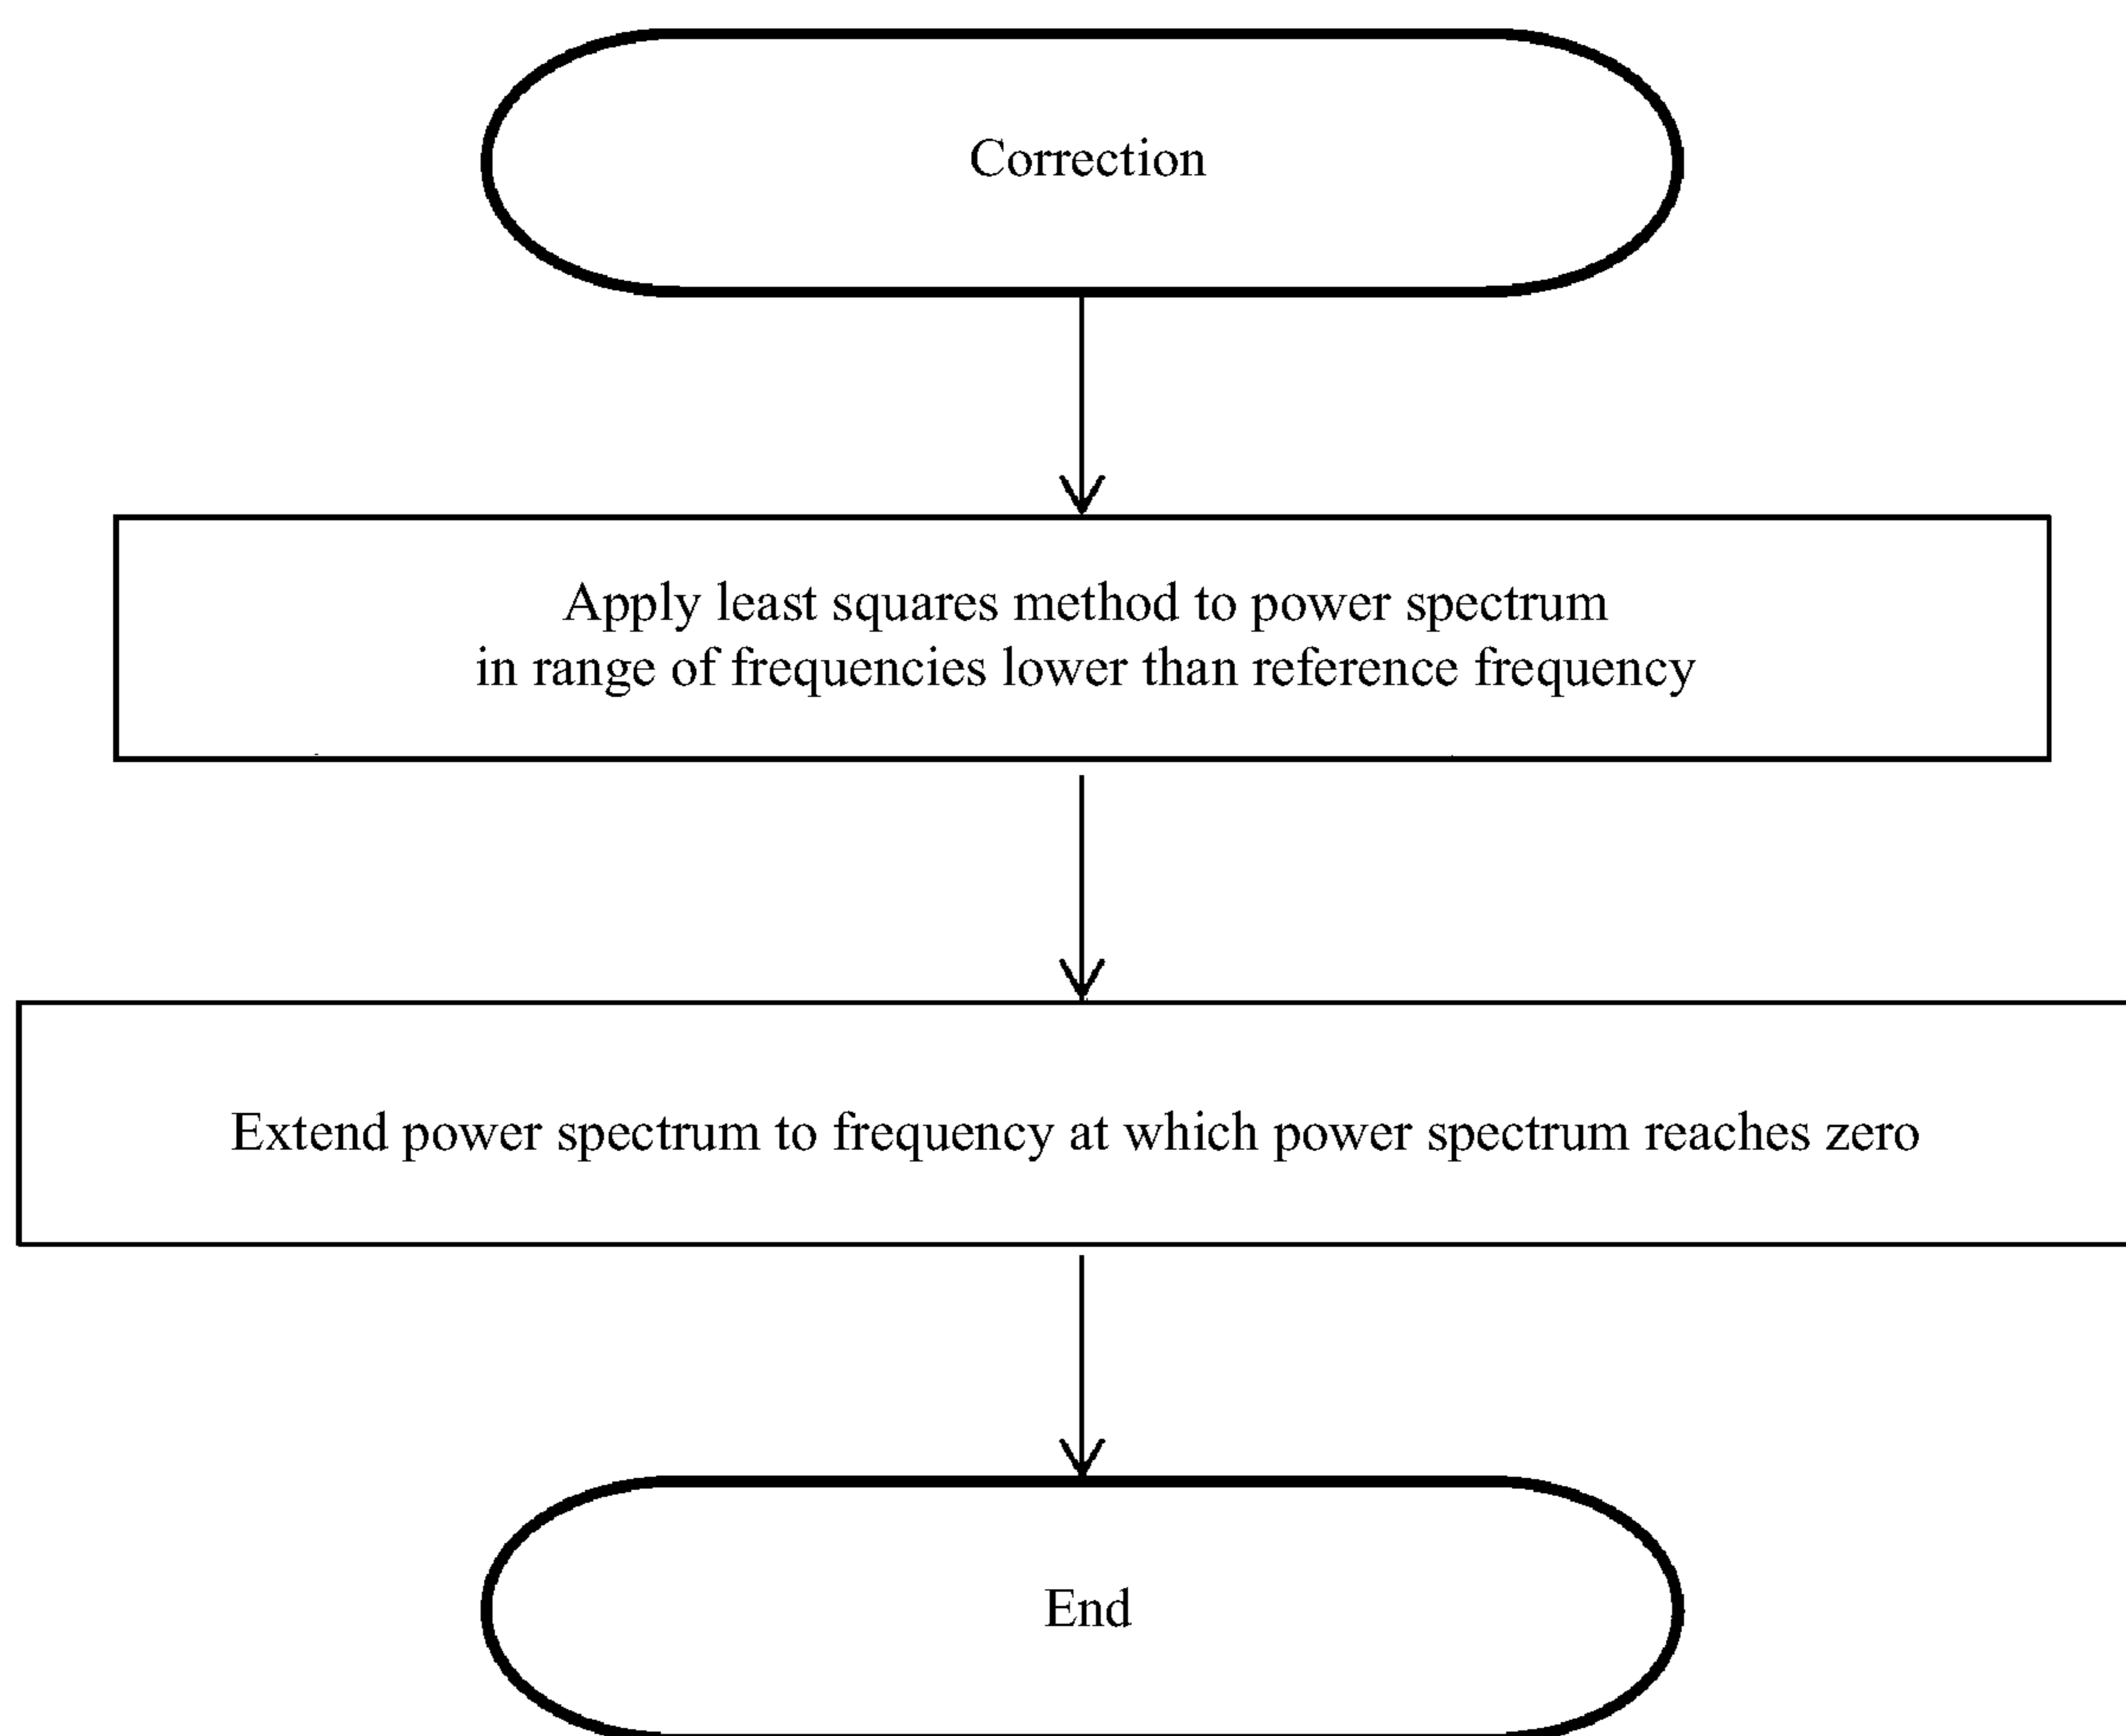 Correction
Apply least squares method to power spectrum
in range of frequencies lower than reference frequency
Extend power spectrum to frequency at which power spectrum reaches zero
End